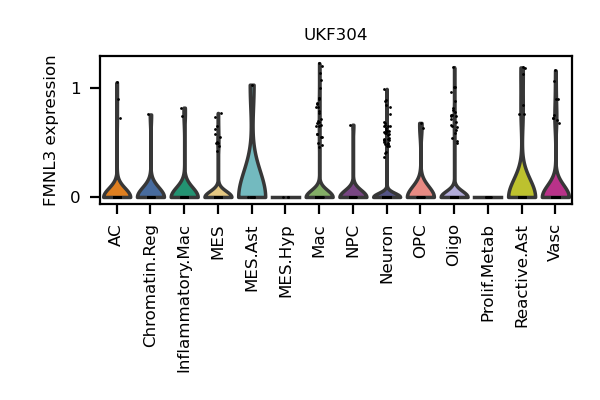 UKF304
FMNL3 expression
1
0
AC
Chromatin.Reg
Inflammatory.Mac
MES
MES.Ast
MES.Hyp
Mac
NPC
Neuron
OPC
Oligo
Prolif.Metab
Reactive.Ast
Vasc